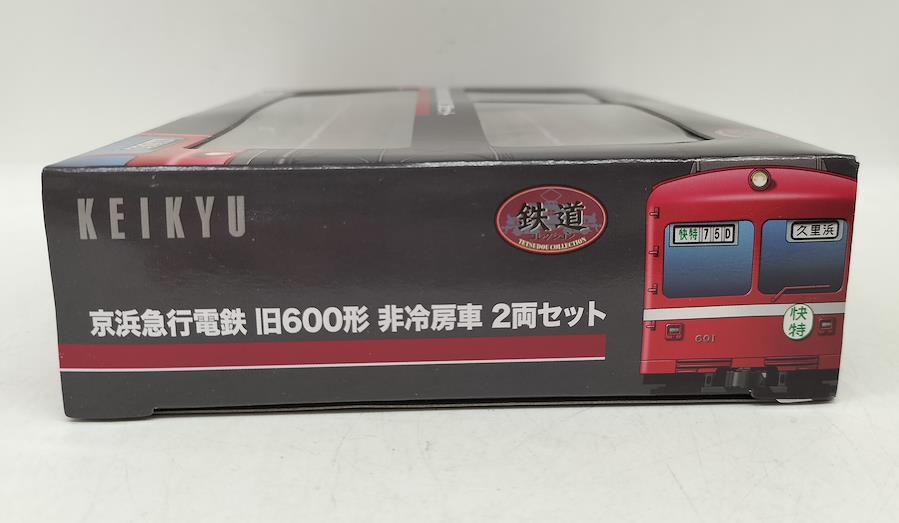 KEIKYU
鉄道
コレクション
TETSUDOU COLLECTION
京浜急行電鉄 旧600形 非冷房車 2両セット
快特 75D
久里浜
快特
601